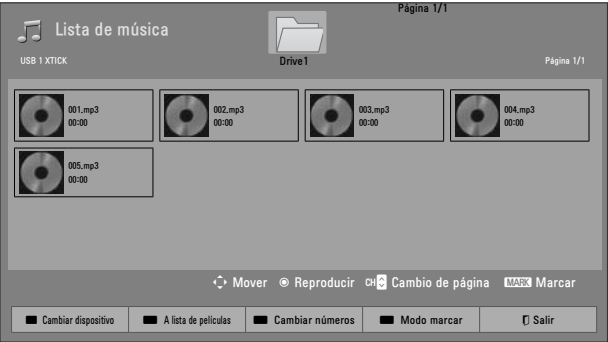 Página 1/1
Lista de música
USB 1 XTICK
Drive1
Página 1/1
001.mp3
00:00
002.mp3
00:00
003.mp3
00:00
004.mp3
00:00
005.mp3
00:00
Mover Reproducir CH Cambio de página MARK Marcar
Cambiar dispositivo A lista de películas Cambiar números Modo marcar Salir